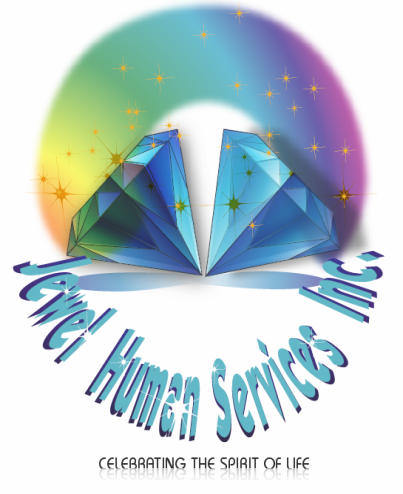 Jewel Human Services Inc.
CELEBRATING THE SPIRIT OF LIFE